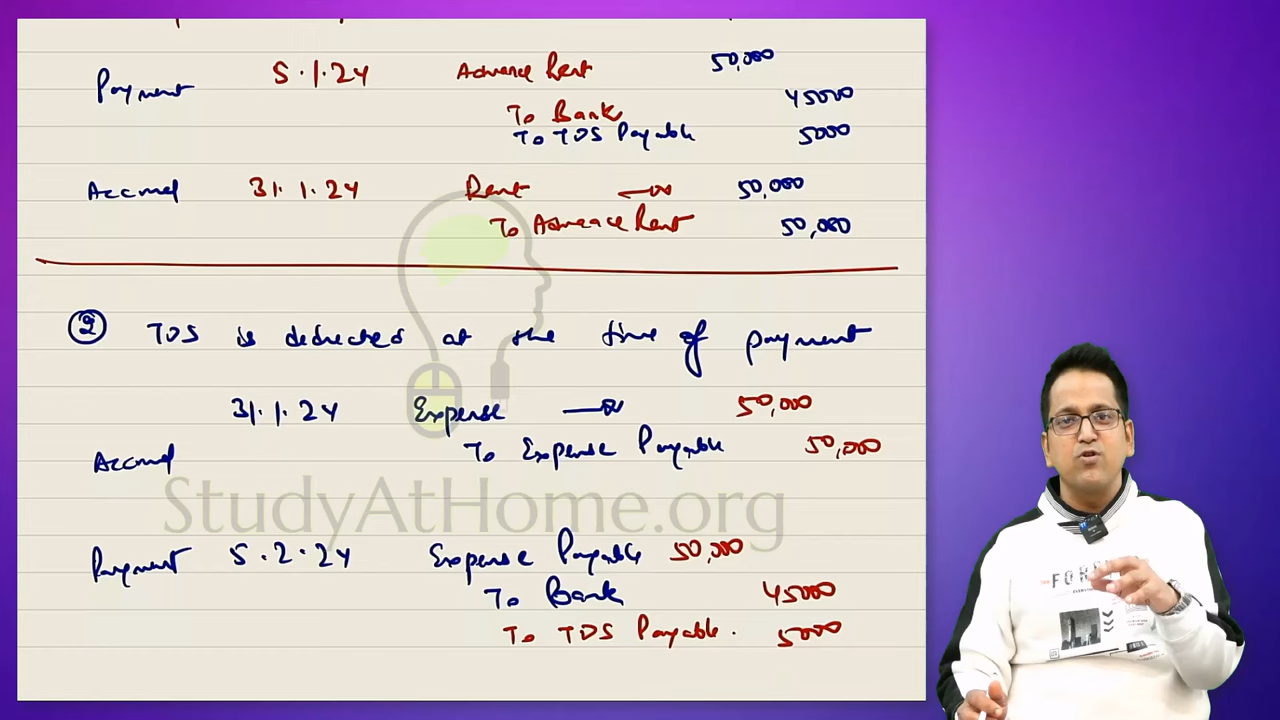 Payment 5.1.24 Advance Rent 50,000
To Bank 45000
To TDS Payable 5000
Accrual 31.1.24 Rent 50,000
To Advance Rent 50,000
2 TDS is deducted at the time of payment
31.1.24 Expense 50,000
Accrual To Expense Payable 50,000
StudyAtHome.org
Payment 5.2.24 Expense Payable 50,000
To Bank 45000
To TDS Payable. 5000